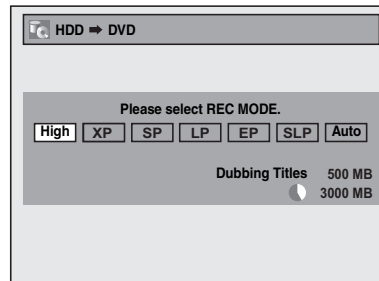 HDD ➡ DVD
Please select REC MODE.
High XP SP LP EP SLP Auto
Dubbing Titles 500 MB
3000 MB